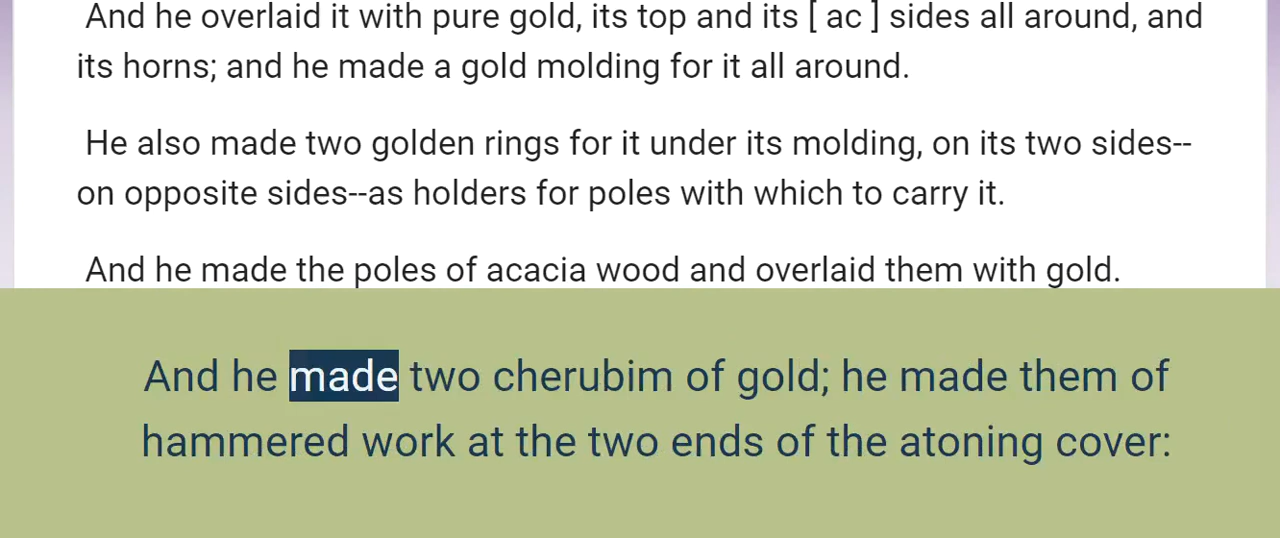 And he overlaid it with pure gold, its top and its [ ac ] sides all around, and
its horns; and he made a gold molding for it all around.
He also made two golden rings for it under its molding, on its two sides--
on opposite sides--as holders for poles with which to carry it.
And he made the poles of acacia wood and overlaid them with gold.
And he made two cherubim of gold; he made them of
hammered work at the two ends of the atoning cover: